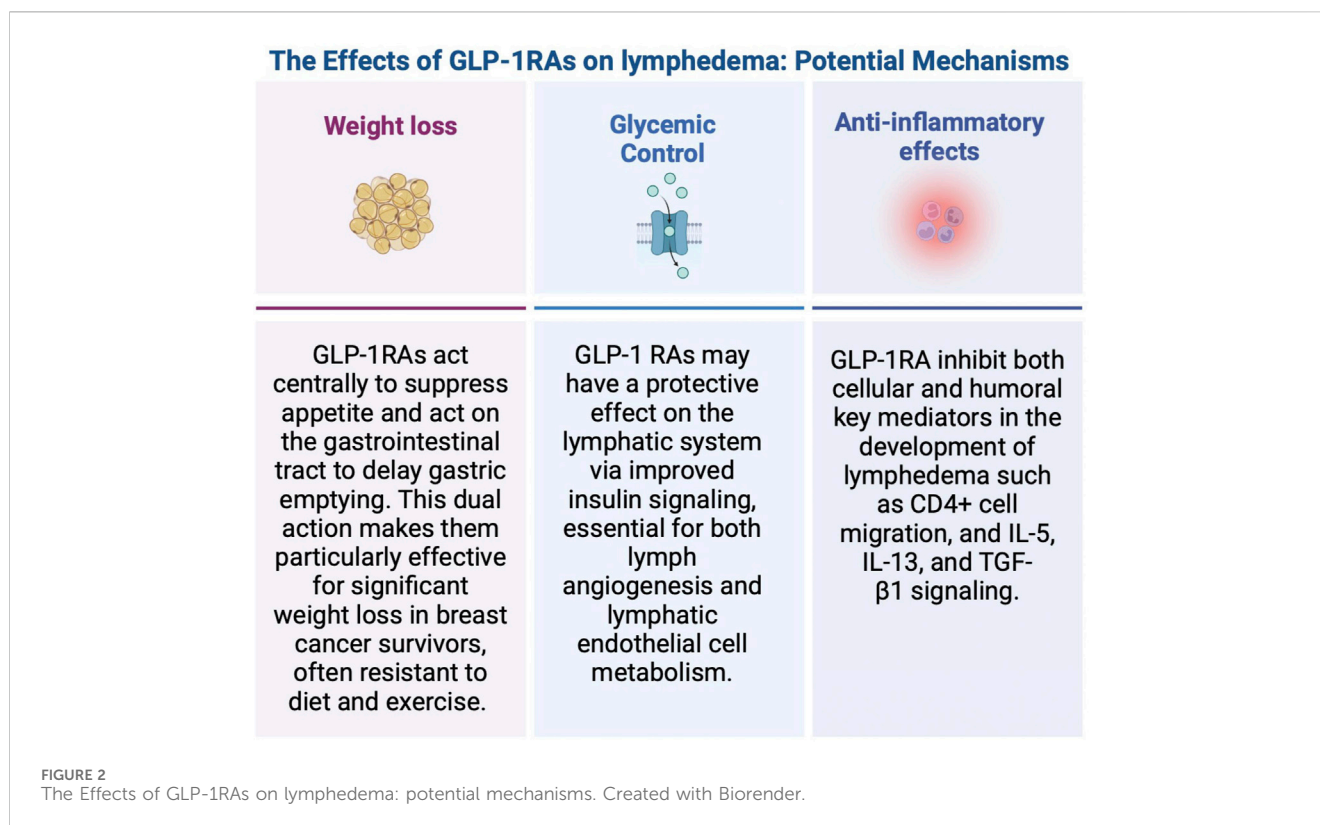 The Effects of GLP-1RAs on lymphedema: Potential Mechanisms
Weight loss
GLP-1RAs act
centrally to suppress
appetite and act on
the gastrointestinal
tract to delay gastric
emptying. This dual
action makes them
particularly effective
for significant
weight loss in breast
cancer survivors,
often resistant to
diet and exercise.
Glycemic
Control
GLP-1 RAs may
have a protective
effect on the
lymphatic system
via improved
insulin signaling,
essential for both
lymph
angiogenesis and
lymphatic
endothelial cell
metabolism.
Anti-inflammatory
effects
GLP-1RA inhibit both
cellular and humoral
key mediators in the
development of
lymphedema such
as CD4+ cell
migration, and IL-5,
IL-13, and TGF-
β1 signaling.
FIGURE 2
The Effects of GLP-1RAs on lymphedema: potential mechanisms. Created with Biorender.